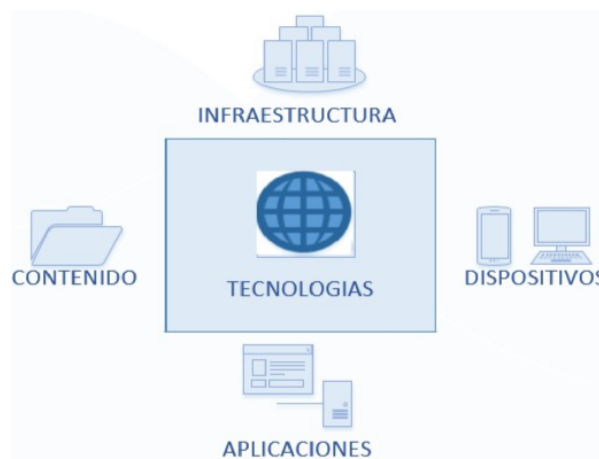 INFRAESTRUCTURA
CONTENIDO
TECNOLOGIAS
DISPOSITIVOS
APLICACIONES